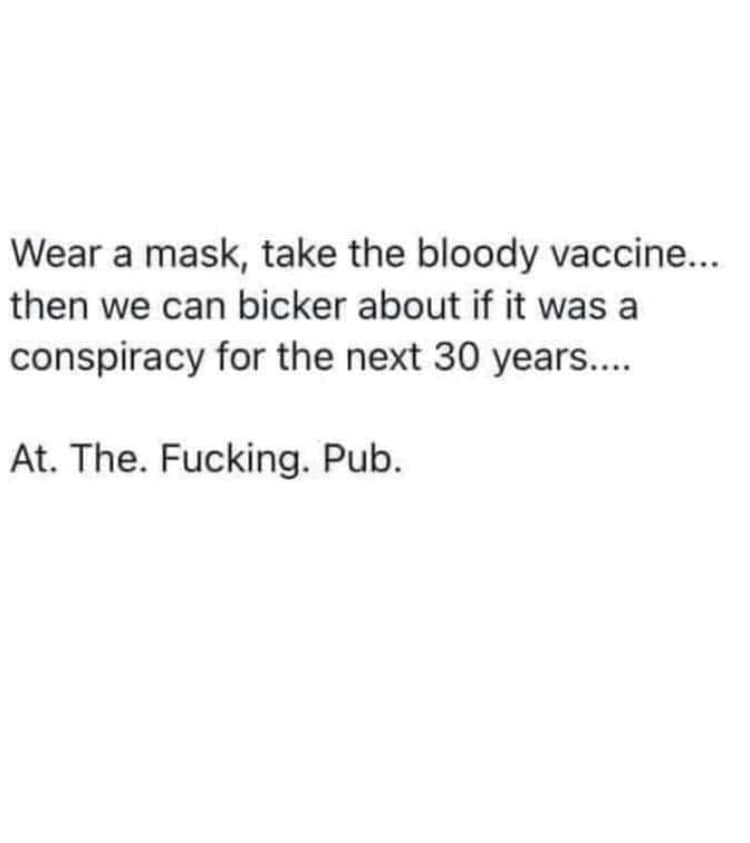 Wear a mask, take the bloody vaccine...
then we can bicker about if it was a
conspiracy for the next 30 years....
At. The. Fucking. Pub.